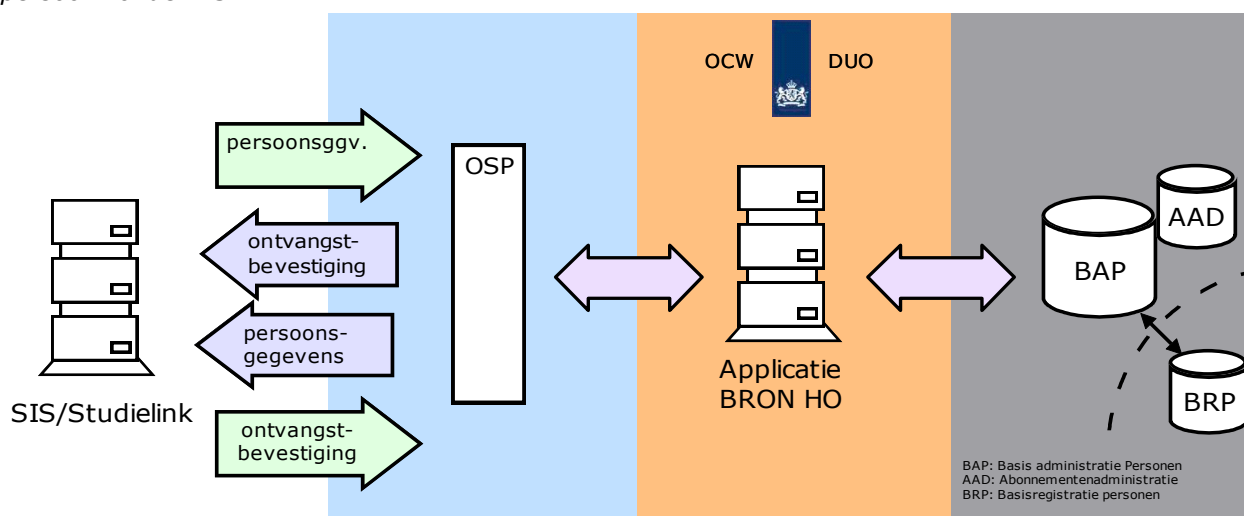 OCW
DUO
persoonsggv.
OSP
ontvangst-
bevestiging
persoons-
gegevens
ontvangst-
bevestiging
SIS/Studielink
Applicatie
BRON HO
AAD
BAP
BRP
BAP: Basis administratie Personen
AAD: Abonnementenadministratie
BRP: Basisregistratie personen